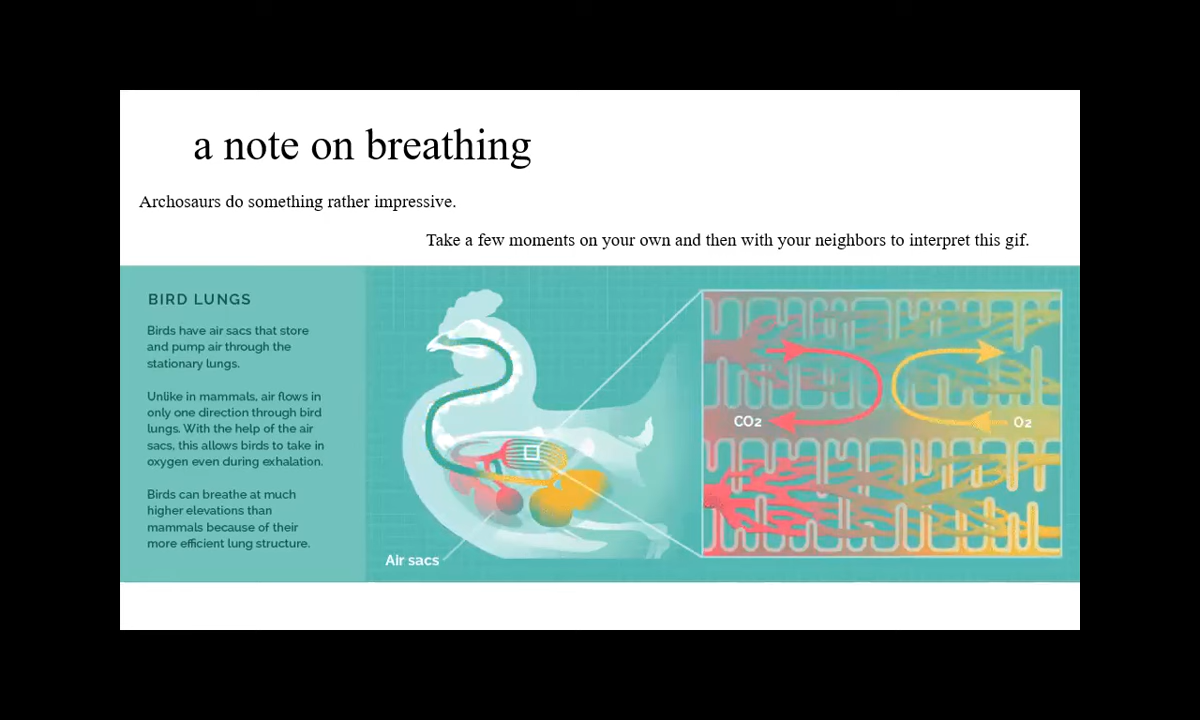 a note on breathing
Archosaurs do something rather impressive.
Take a few moments on your own and then with your neighbors to interpret this gif.
BIRD LUNGS
Birds have air sacs that store
and pump air through the
stationary lungs.
Unlike in mammals, air flows in
only one direction through bird
lungs. With the help of the air
sacs, this allows birds to take in
oxygen even during exhalation.
Birds can breathe at much
higher elevations than
mammals because of their
more efficient lung structure.
Air sacs
CO2
O2